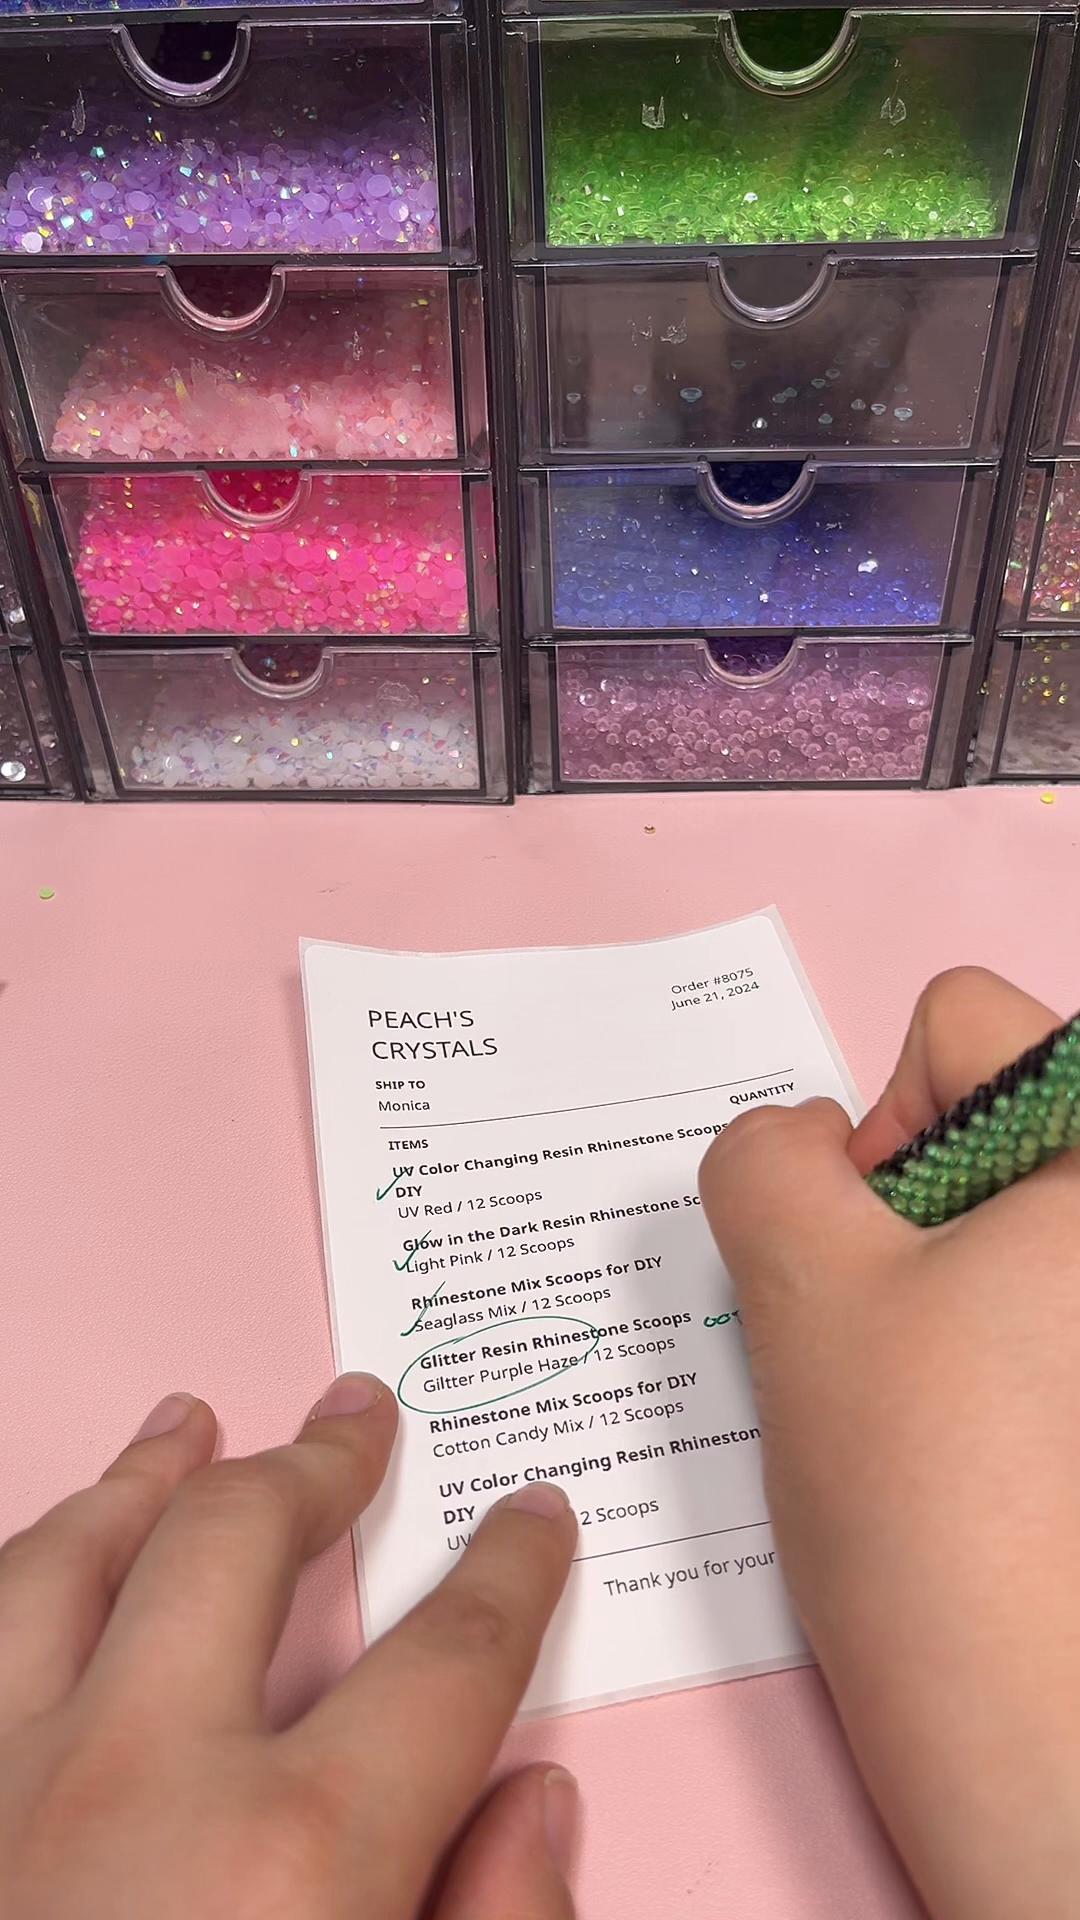 Order #8075
June 21, 2024
PEACH'S
CRYSTALS
SHIP TO
Monica
QUANTITY
ITEMS
UV Color Changing Resin Rhinestone Scoops
DIY
UV Red / 12 Scoops
Glow in the Dark Resin Rhinestone Sc
Light Pink / 12 Scoops
Rhinestone Mix Scoops for DIY
Seaglass Mix / 12 Scoops
Glitter Resin Rhinestone Scoops
Giltter Purple Haze / 12 Scoops
Rhinestone Mix Scoops for DIY
Cotton Candy Mix / 12 Scoops
UV Color Changing Resin Rhineston
DIY
UV 2 Scoops
Thank you for your